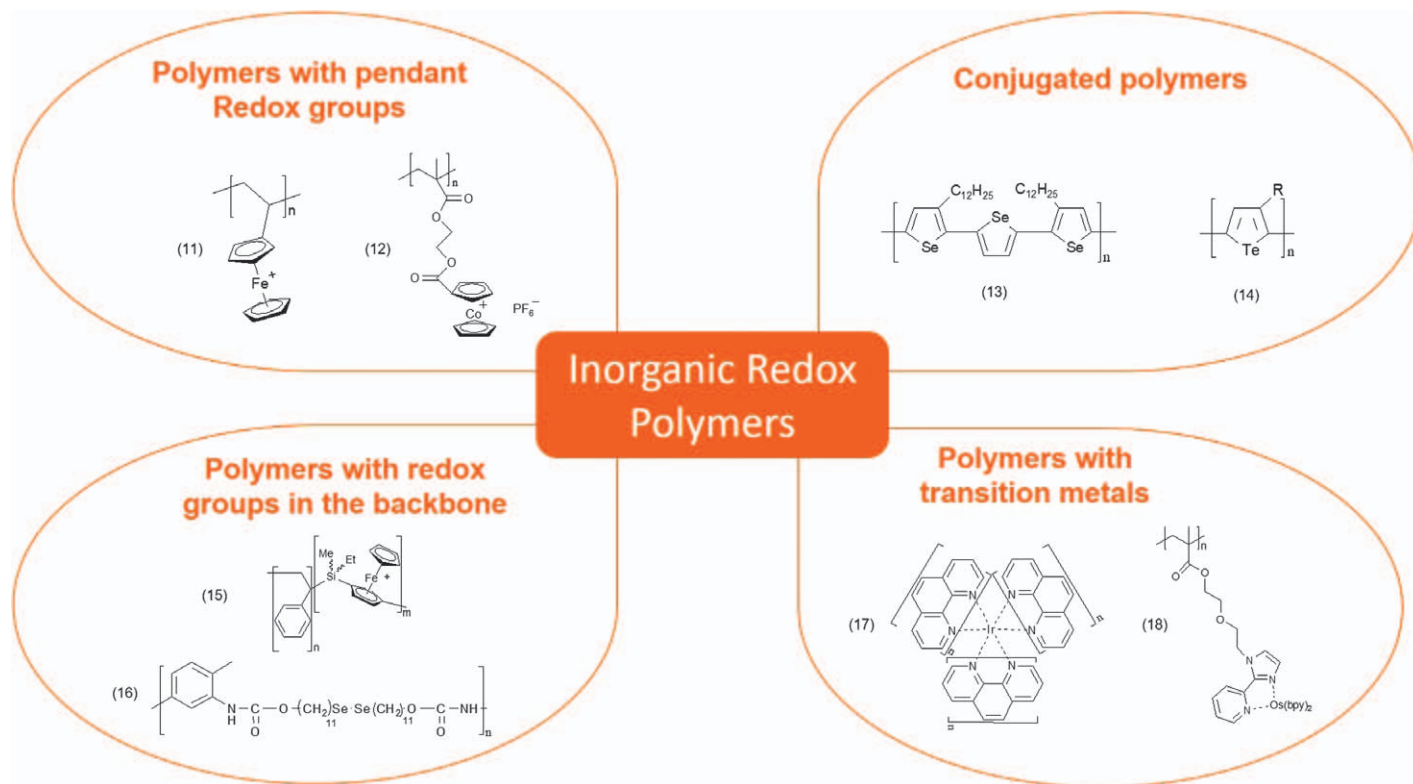 Polymers with pendant
Redox groups
n
(11)
Fe
+
n
O
O
O
O
(12)
+
Co
PF6−
Conjugated polymers
C12H25
C12H25
Se
Se
Se
n
(13)
R
Te
n
(14)
Inorganic Redox
Polymers
Polymers with redox
groups in the backbone
Me
Et
Si
Fe
+
m
(15)
n
(16)
N
H
C
O
O
(CH2)11
Se
Se
(CH2)11
O
C
O
NH
n
Polymers with
transition metals
n
N
N
N
Ir
N
(17)
n
N
N
n
n
O
O
O
(18)
N
N
N
Os(bpy)2